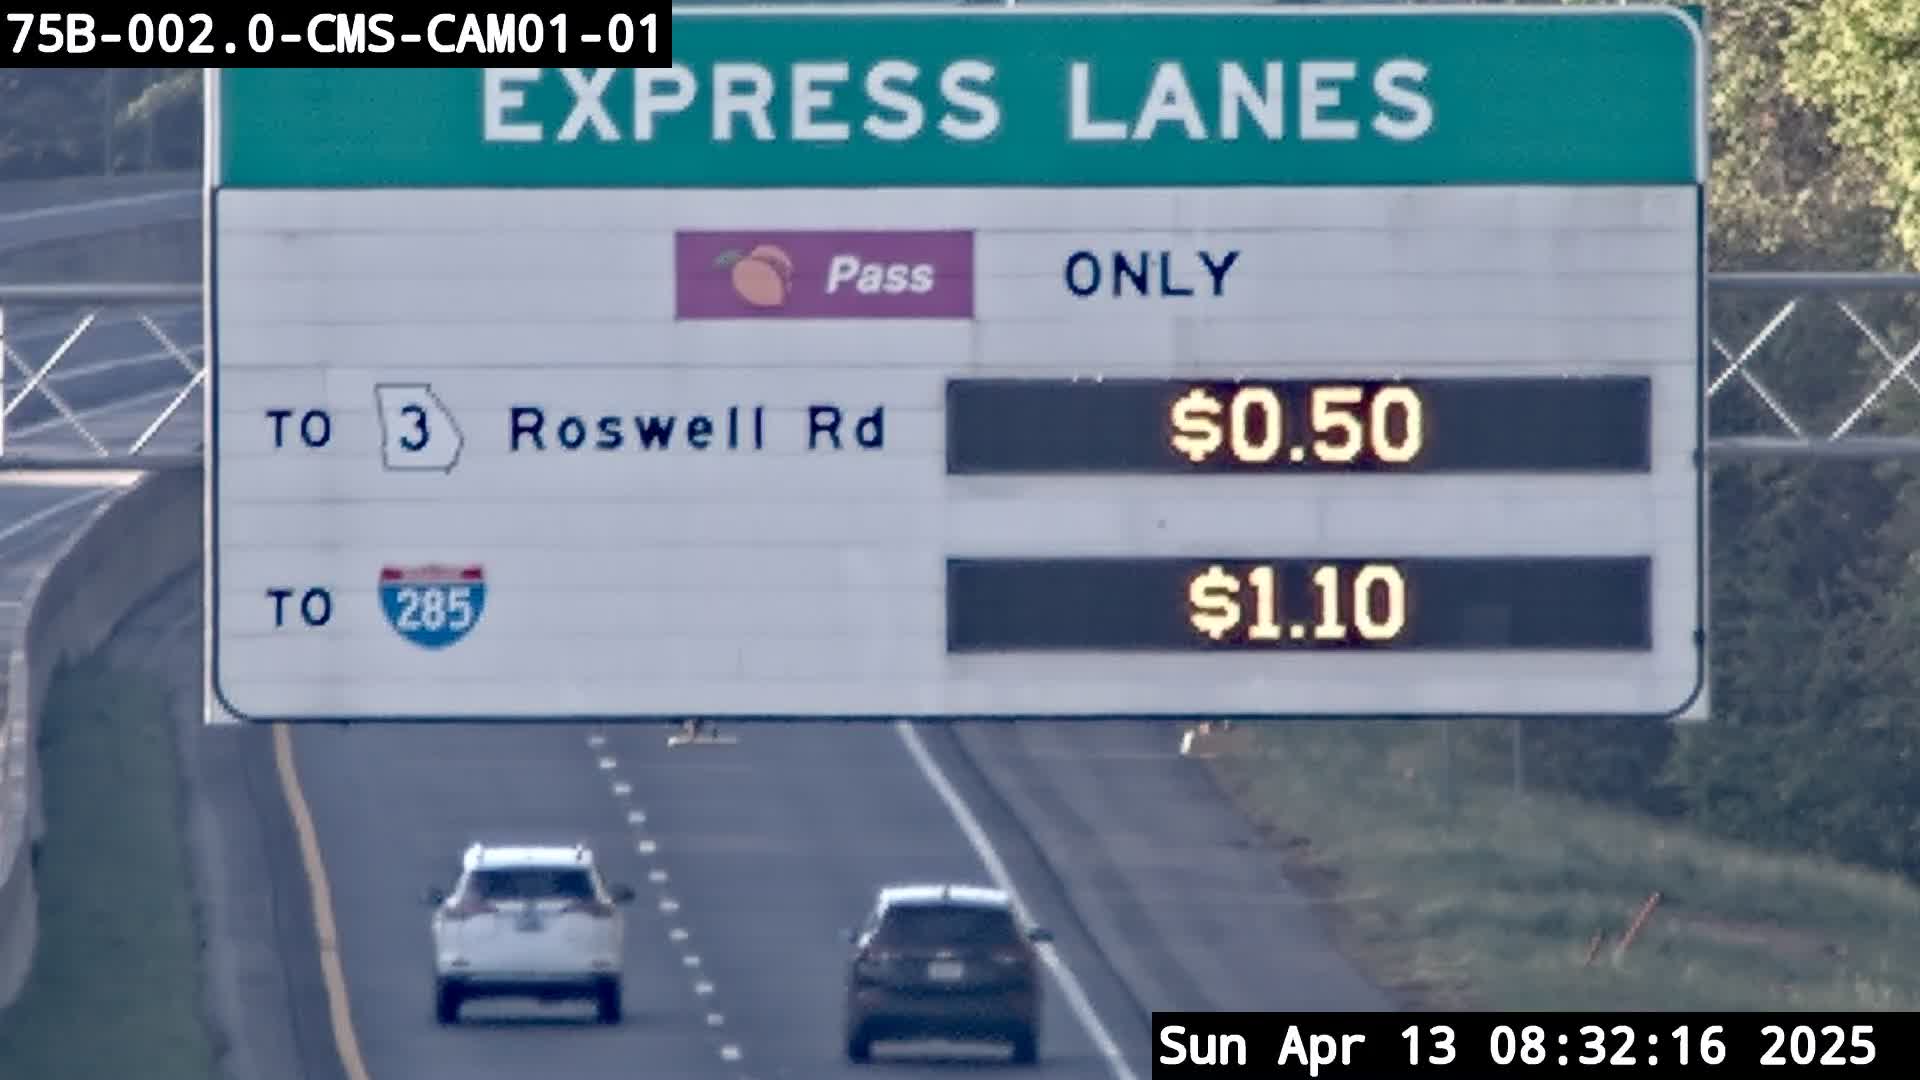 75B-002.0-CMS-CAM01-01
EXPRESS LANES
Pass ONLY
TO 3 Roswell Rd $0.50
TO 285 $1.10
Sun Apr 13 08:32:16 2025